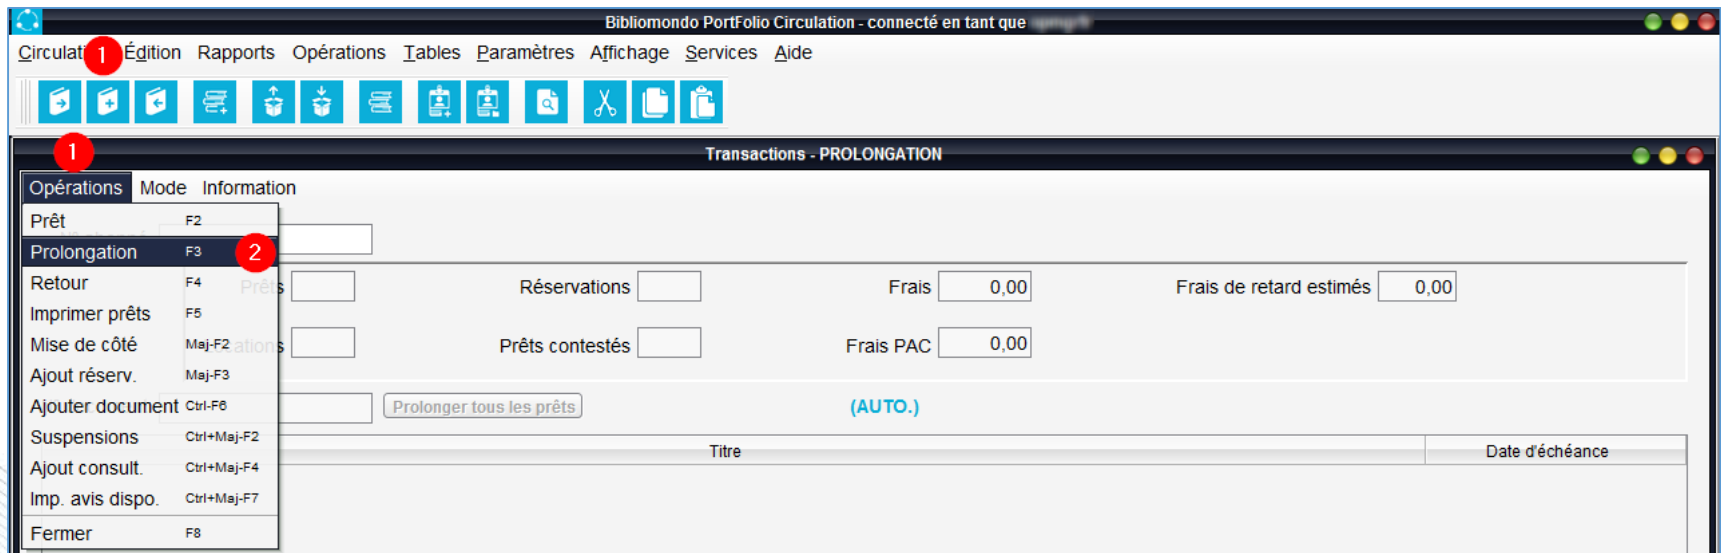 Bibliomondo PortFolio Circulation - connecté en tant que
1
Édition Rapports Opérations Tables Paramètres Affichage Services Aide
1
Transactions - PROLONGATION
Opérations Mode Information
Prêt F2
Prolongation F3 2
Retour F4 Prêts Réservations Frais 0,00 Frais de retard estimés 0,00
Imprimer prêts F5
Mise de côté Maj-F2 Prêts contestés Frais PAC 0,00
Ajout réserv. Maj-F3
Ajouter document Ctrl-F6 Prolonger tous les prêts (AUTO.)
Suspensions Ctrl+Maj-F2
Titre Date d'échéance
Ajout consult. Ctrl+Maj-F4
Imp. avis dispo. Ctrl+Maj-F7
Fermer F8